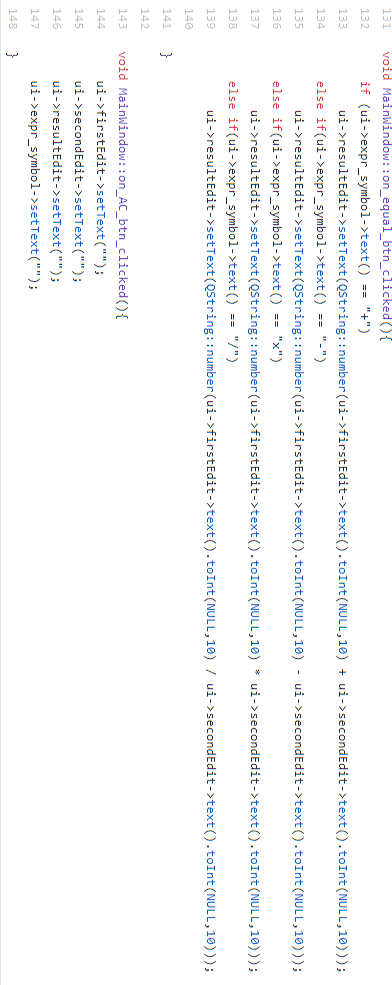 131 void MainWindow::on_equal_btn_clicked(){
132     if (ui->expr_symbol->text() == "+")
133         ui->resultEdit->setText(QString::number(ui->firstEdit->text().toInt(NULL,10) + ui->secondEdit->text().toInt(NULL,10)));
134     else if(ui->expr_symbol->text() == "-")
135         ui->resultEdit->setText(QString::number(ui->firstEdit->text().toInt(NULL,10) - ui->secondEdit->text().toInt(NULL,10)));
136     else if(ui->expr_symbol->text() == "x")
137         ui->resultEdit->setText(QString::number(ui->firstEdit->text().toInt(NULL,10) * ui->secondEdit->text().toInt(NULL,10)));
138     else if(ui->expr_symbol->text() == "/")
139         ui->resultEdit->setText(QString::number(ui->firstEdit->text().toInt(NULL,10) / ui->secondEdit->text().toInt(NULL,10)));
140
141 }
142
143 void MainWindow::on_AC_btn_clicked(){
144     ui->firstEdit->setText("");
145     ui->secondEdit->setText("");
146     ui->resultEdit->setText("");
147     ui->expr_symbol->setText("");
148 }